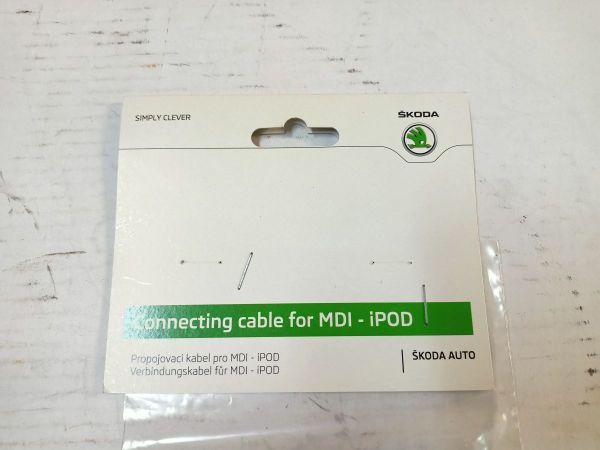 SIMPLY CLEVER
ŠKODA
Connecting cable for MDI - iPOD
Propojovací kabel pro MDI - iPOD
Verbindungskabel für MDI - iPOD
ŠKODA AUTO